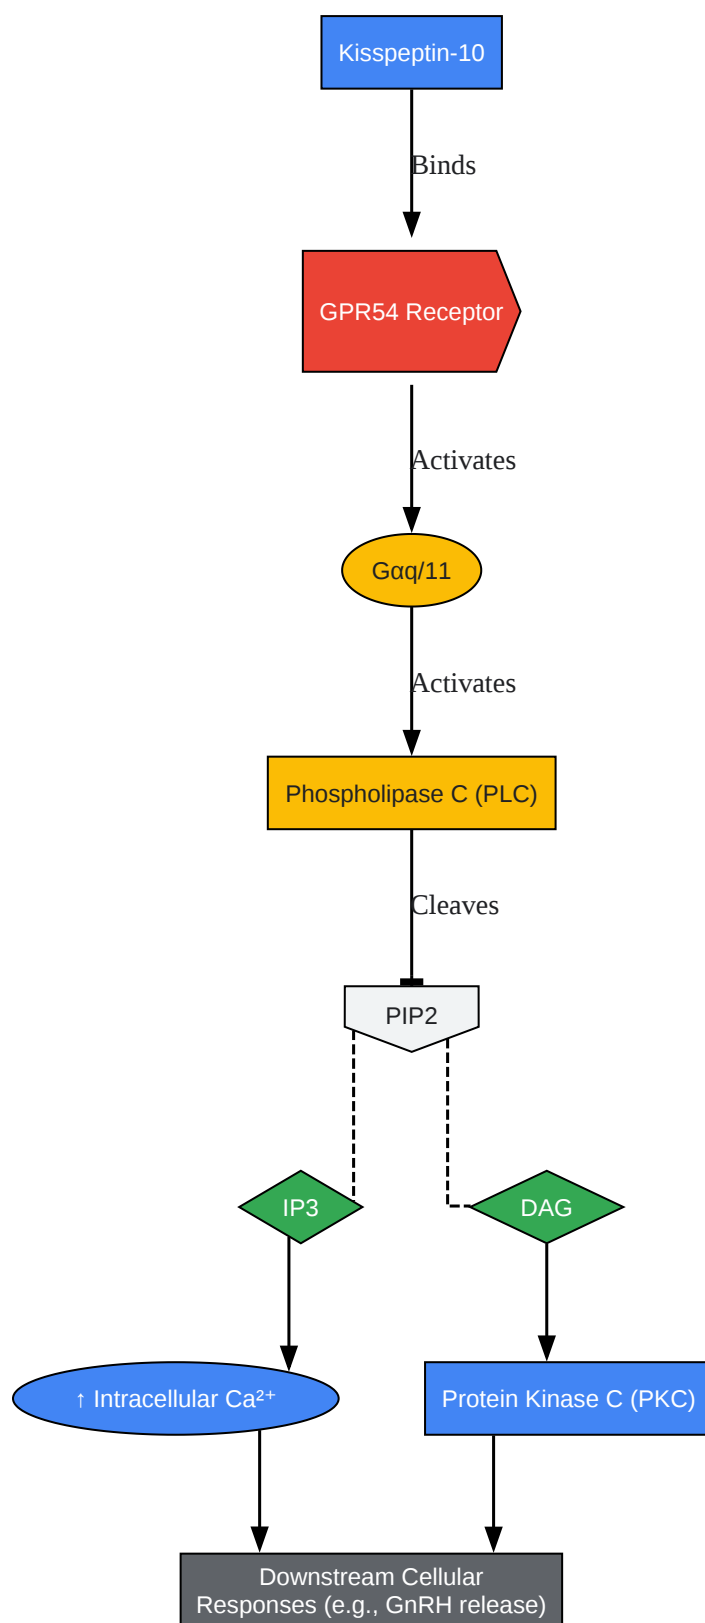 Kisspeptin-10
Binds
GPR54 Receptor
Activates
Gαq/11
Activates
Phospholipase C (PLC)
Cleaves
PIP2
IP3
DAG
↑ Intracellular Ca²⁺
Protein Kinase C (PKC)
Downstream Cellular
Responses (e.g., GnRH release)